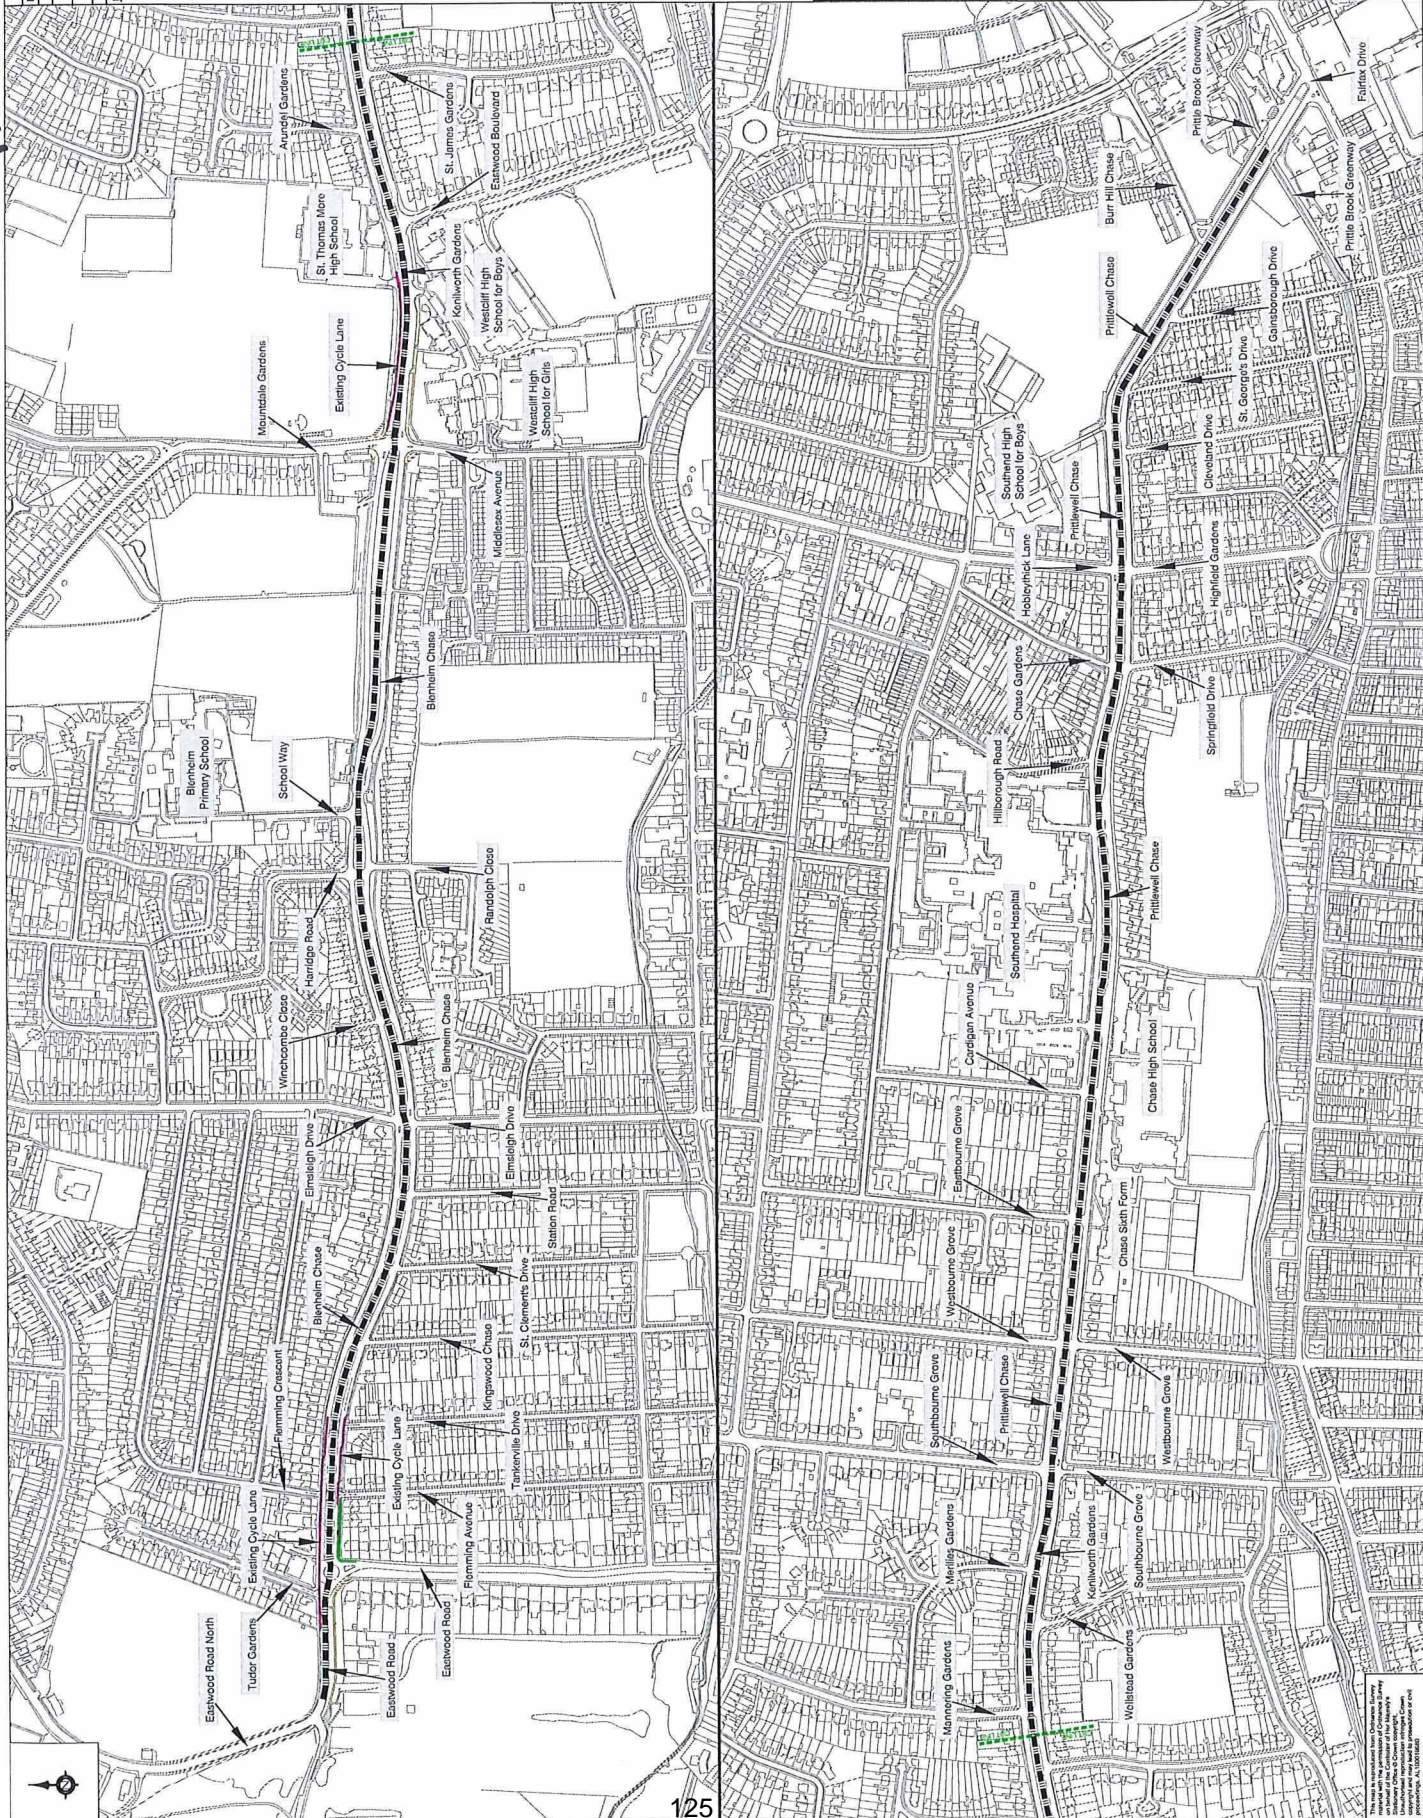 Eastwood Road North
Tudor Gardens
Existing Cycle Lane
Flemming Crescent
Blenheim Chase
Elmsleigh Drive
Winchcombe Close
Harridge Road
School Way
Blenheim
Primary School
Mountdale Gardens
Existing Cycle Lane
St. Thomas More
High School
Arundel Gardens
Eastwood Road
Eastwood Road
Flemming Avenue
Existing Cycle Lane
Tankerville Drive
Kingswood Chase
St. Clements Drive
Station Road
Elmsleigh Drive
Blenheim Chase
Randolph Close
Blenheim Chase
Middlesex Avenue
Westcliff High
School for Girls
Westcliff High
School for Boys
Kenilworth Gardens
Eastwood Boulevard
St. James Gardens
Mannering Gardens
Wellstead Gardens
Mendip Gardens
Kenilworth Gardens
Southbourne Grove
Southbourne Grove
Prittlewell Chase
Westbourne Grove
Westbourne Grove
Eastbourne Grove
Chase Sixth Form
Cardigan Avenue
Chase High School
Southend Hospital
Prittlewell Chase
Hillborough Road
Chase Gardens
Springfield Drive
Hobleythick Lane
Highfield Gardens
Prittlewell Chase
Southend High
School for Boys
Cleveland Drive
St. George's Drive
Gainsborough Drive
Prittlewell Chase
Burr Hill Chase
Prittle Brook Greenway
Prittle Brook Greenway
Fairfax Drive
125